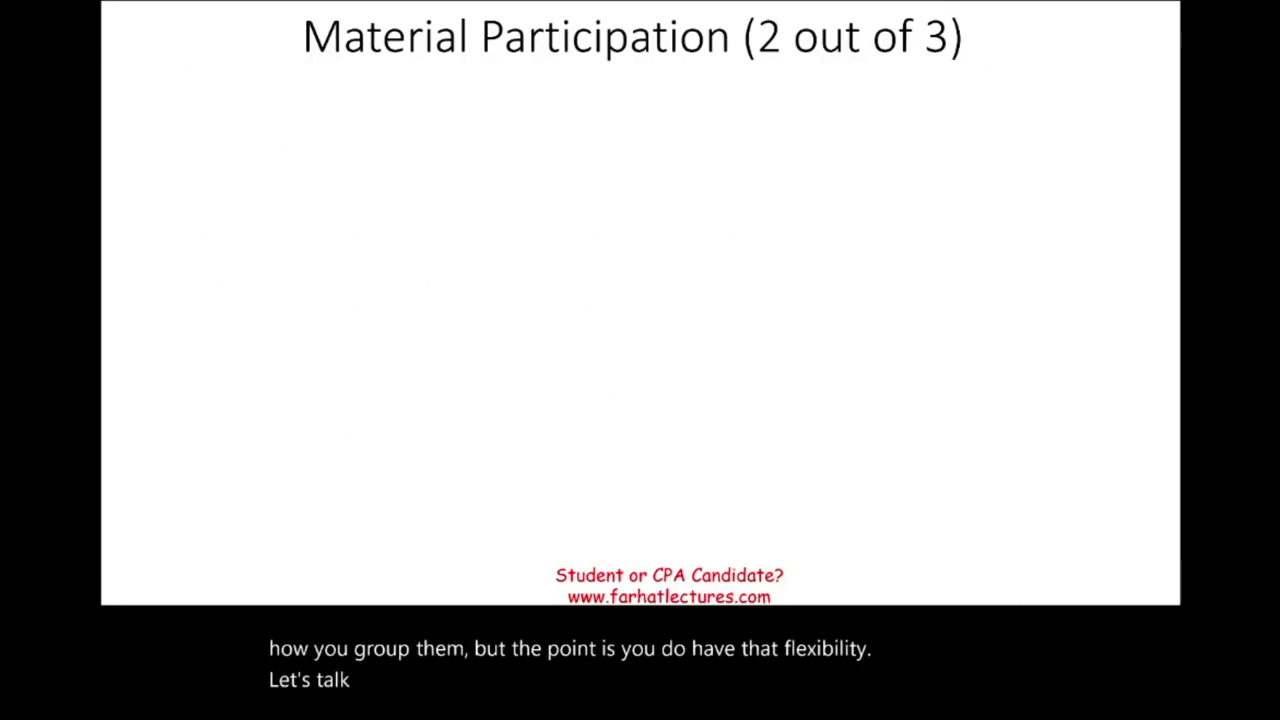 Material Participation (2 out of 3)
Student or CPA Candidate?
www.farhatlectures.com
how you group them, but the point is you do have that flexibility.
Let's talk